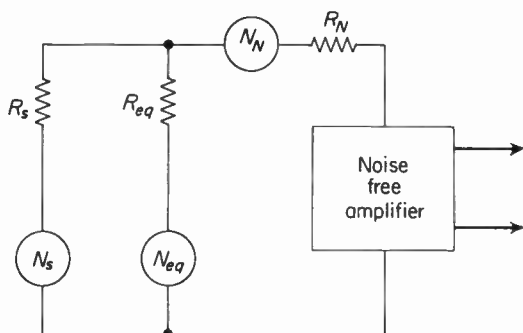 N_N
R_N
R_s
R_eq
Noise
free
amplifier
N_s
N_eq